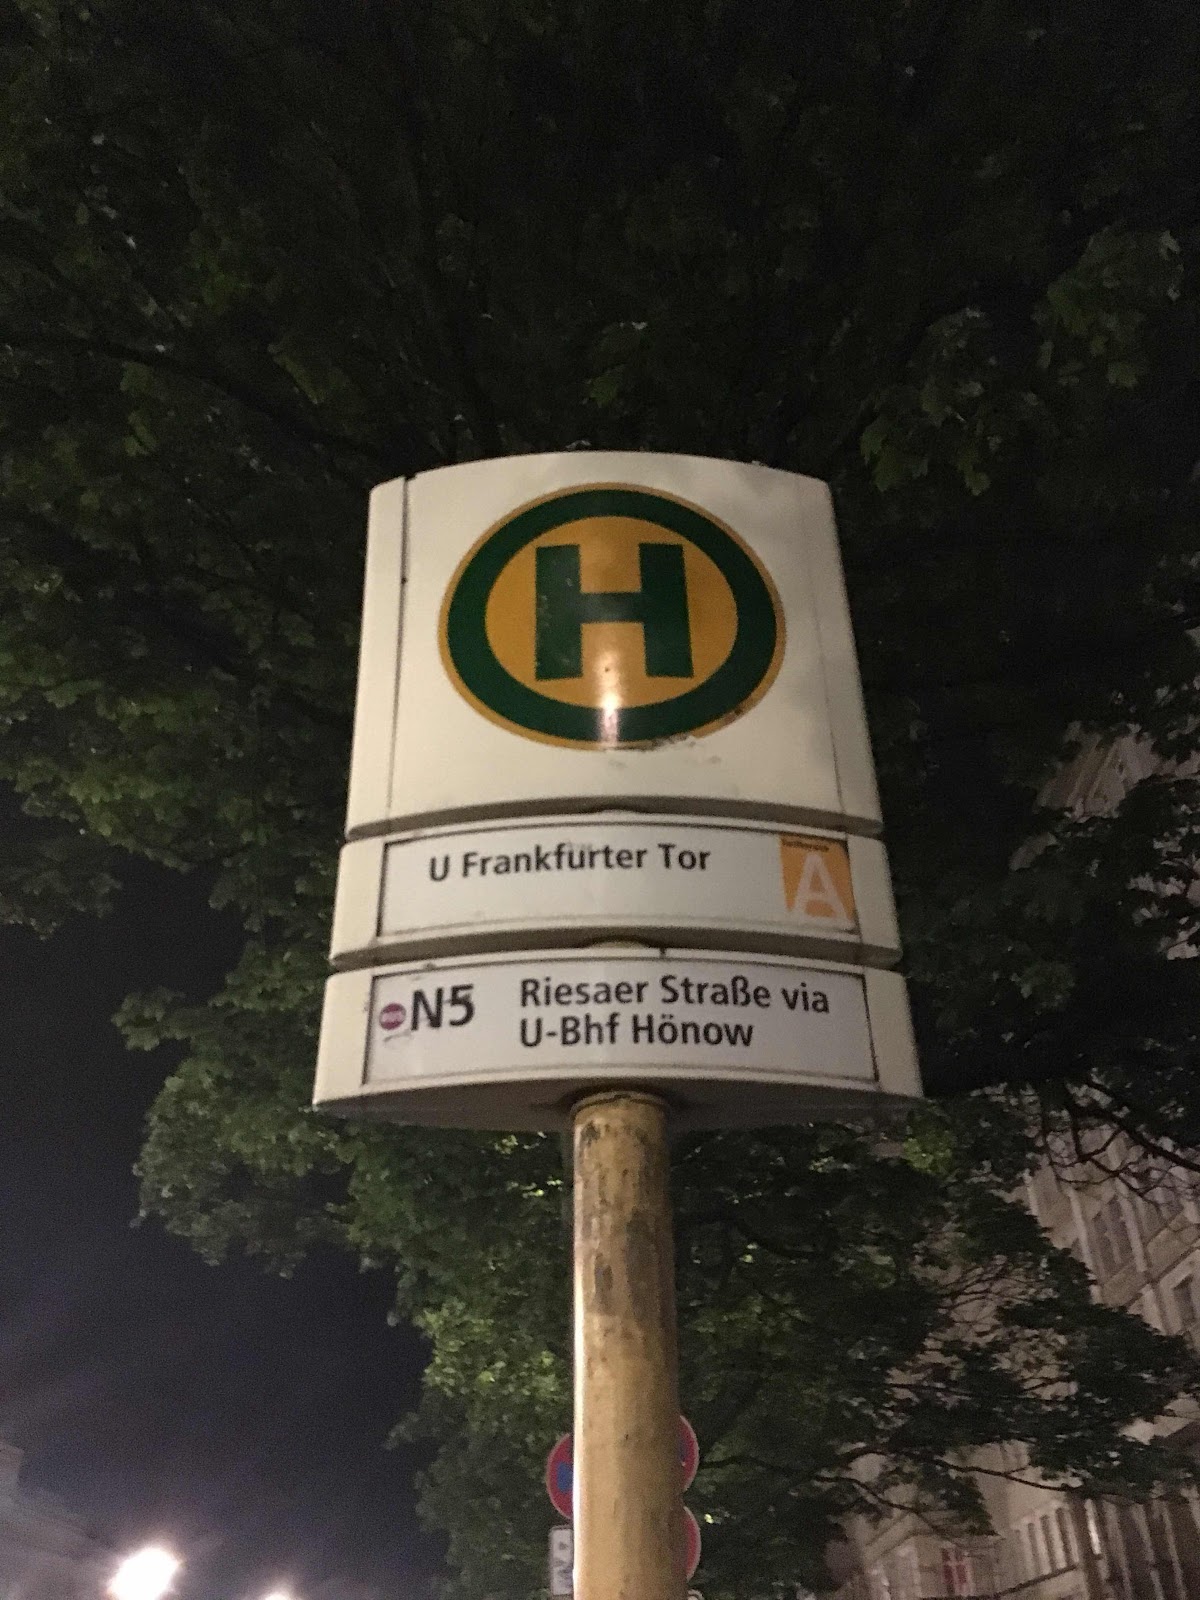 H
U Frankfurter Tor
A
N5
Riesaer Straße via
U-Bhf Hönow